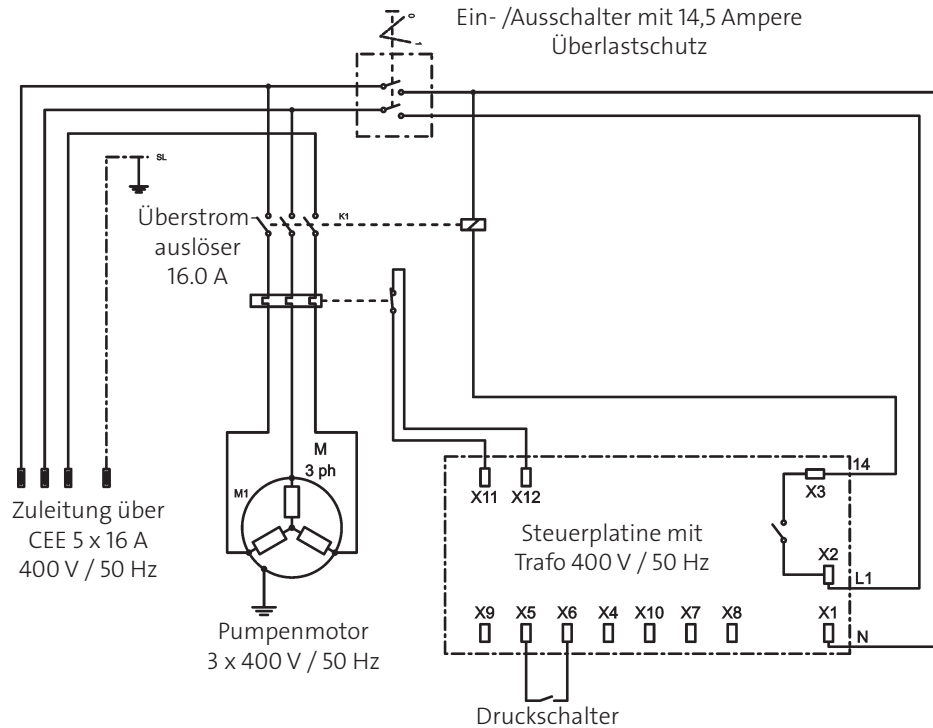 Ein- /Ausschalter mit 14,5 Ampere
Überlastschutz
SL
Überstrom-
auslöser
16.0 A
K1
M
3 ph
M1
Zuleitung über
CEE 5 x 16 A
400 V / 50 Hz
Pumpenmotor
3 x 400 V / 50 Hz
14
X11 X12 X3
Steuerplatine mit
Trafo 400 V / 50 Hz
X2
L1
X9 X5 X6 X4 X10 X7 X8 X1
N
Druckschalter